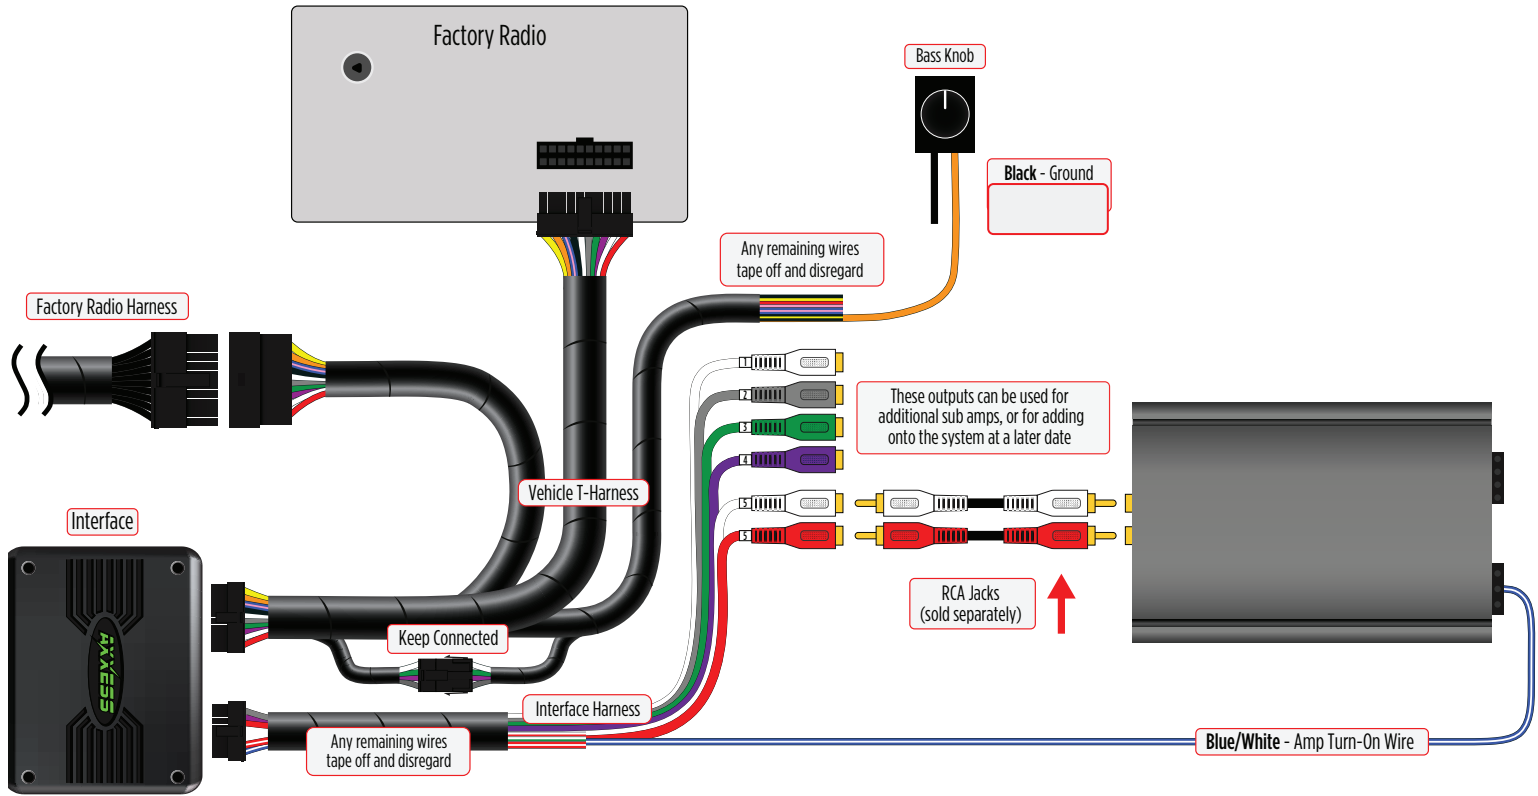 Factory Radio
Bass Knob
Black - Ground
Any remaining wires
tape off and disregard
Factory Radio Harness
1
2
3
4
5
5
These outputs can be used for
additional sub amps, or for adding
onto the system at a later date
Vehicle T-Harness
Interface
AXXESS
RCA Jacks
(sold separately)
Keep Connected
Interface Harness
Any remaining wires
tape off and disregard
Blue/White - Amp Turn-On Wire